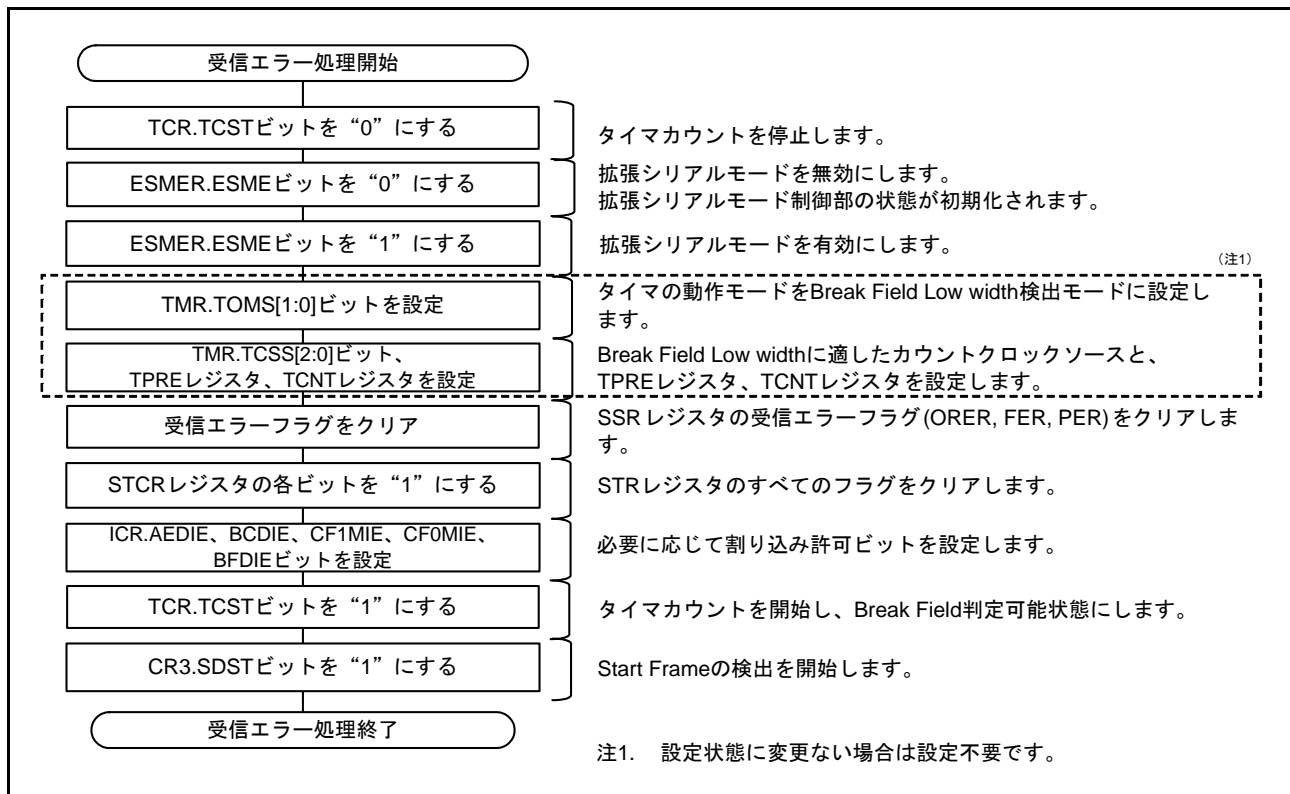 受信エラー処理開始
TCR.TCSTビットを“0”にする
タイマカウントを停止します。
ESMER.ESMEビットを“0”にする
拡張シリアルモードを無効にします。
拡張シリアルモード制御部の状態が初期化されます。
ESMER.ESMEビットを“1”にする
拡張シリアルモードを有効にします。
(注1)
TMR.TOMS[1:0]ビットを設定
タイマの動作モードをBreak Field Low width検出モードに設定し
ます。
TMR.TCSS[2:0]ビット、
TPREレジスタ、TCNTレジスタを設定
Break Field Low widthに適したカウントクロックソースと、
TPREレジスタ、TCNTレジスタを設定します。
受信エラーフラグをクリア
SSRレジスタの受信エラーフラグ(ORER, FER, PER)をクリアしま
す。
STCRレジスタの各ビットを“1”にする
STRレジスタのすべてのフラグをクリアします。
ICR.AEDIE、BCDIE、CF1MIE、CF0MIE、
BFDIEビットを設定
必要に応じて割り込み許可ビットを設定します。
TCR.TCSTビットを“1”にする
タイマカウントを開始し、Break Field判定可能状態にします。
CR3.SDSTビットを“1”にする
Start Frameの検出を開始します。
受信エラー処理終了
注1. 設定状態に変更ない場合は設定不要です。